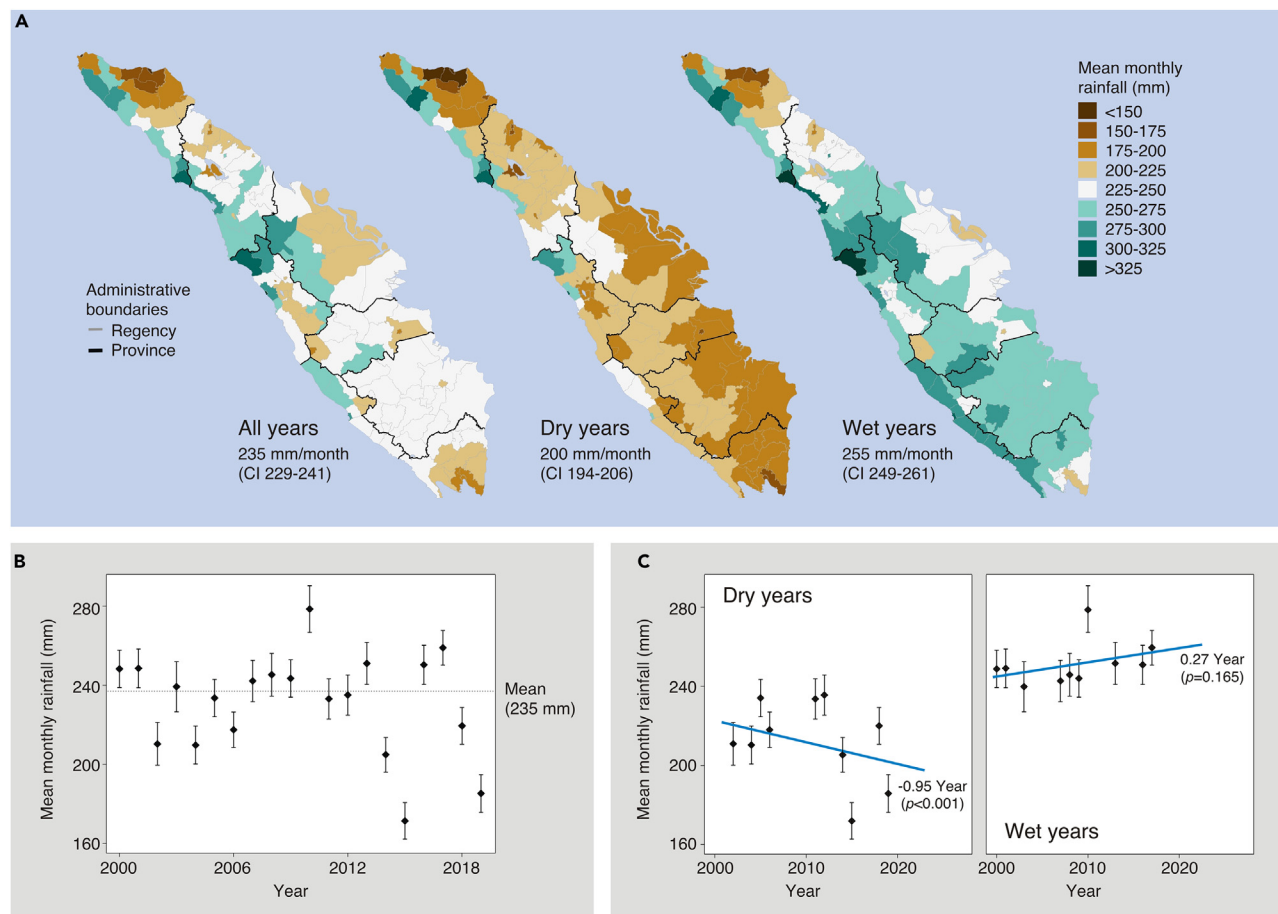 A
Mean monthly
rainfall (mm)
<150
150-175
175-200
200-225
225-250
250-275
275-300
300-325
>325
Administrative
boundaries
Regency
Province
All years
235 mm/month
(CI 229-241)
Dry years
200 mm/month
(CI 194-206)
Wet years
255 mm/month
(CI 249-261)
B
Mean monthly rainfall (mm)
280
240
200
160
2000
2006
2012
2018
Year
Mean
(235 mm)
C
Mean monthly rainfall (mm)
280
240
200
160
Dry years
-0.95 Year
(p<0.001)
2000
2010
2020
Year
0.27 Year
(p=0.165)
Wet years
2000
2010
2020
Year